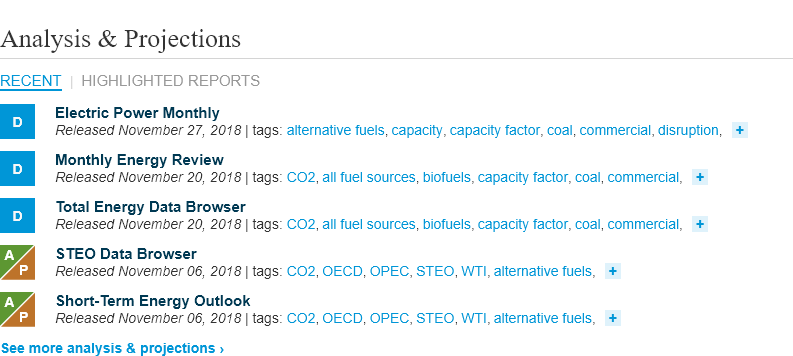 Analysis & Projections
RECENT | HIGHLIGHTED REPORTS
D
Electric Power Monthly
Released November 27, 2018 | tags: alternative fuels, capacity, capacity factor, coal, commercial, disruption, +
D
Monthly Energy Review
Released November 20, 2018 | tags: CO2, all fuel sources, biofuels, capacity factor, coal, commercial, +
D
Total Energy Data Browser
Released November 20, 2018 | tags: CO2, all fuel sources, biofuels, capacity factor, coal, commercial, +
A P
STEO Data Browser
Released November 06, 2018 | tags: CO2, OECD, OPEC, STEO, WTI, alternative fuels, +
A P
Short-Term Energy Outlook
Released November 06, 2018 | tags: CO2, OECD, OPEC, STEO, WTI, alternative fuels, +
See more analysis & projections ›